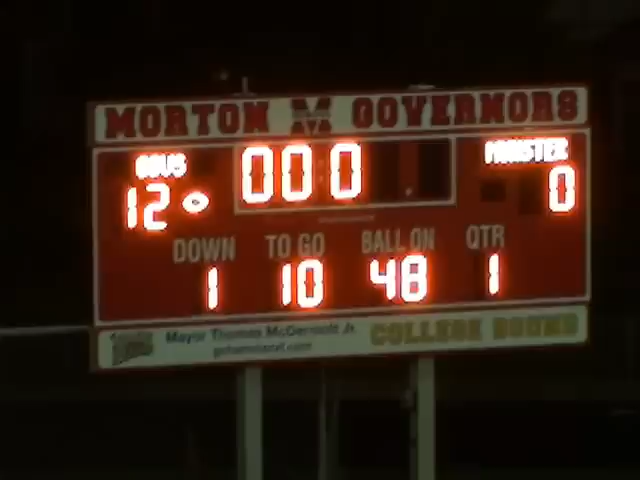 MORTON M GOVERNORS
GOVS 000 MUNSTER
12 0
DOWN TO GO BALL ON QTR
1 10 48 1
Mayor Thomas McDermott Jr. COLLEGE BOUND